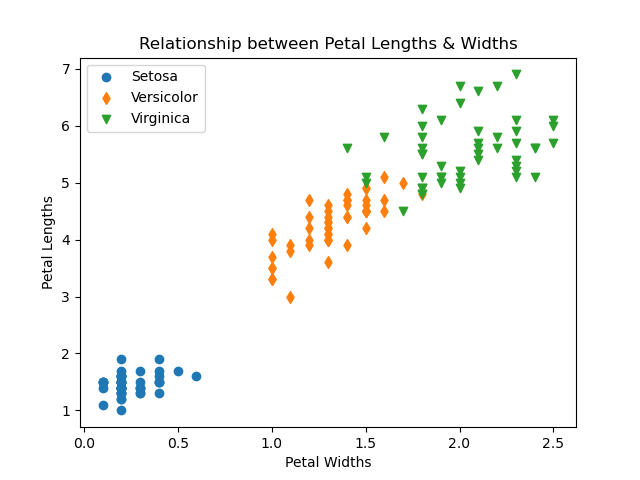 Relationship between Petal Lengths & Widths
Setosa
Versicolor
Virginica
Petal Lengths
7
6
5
4
3
2
1
0.0 0.5 1.0 1.5 2.0 2.5
Petal Widths